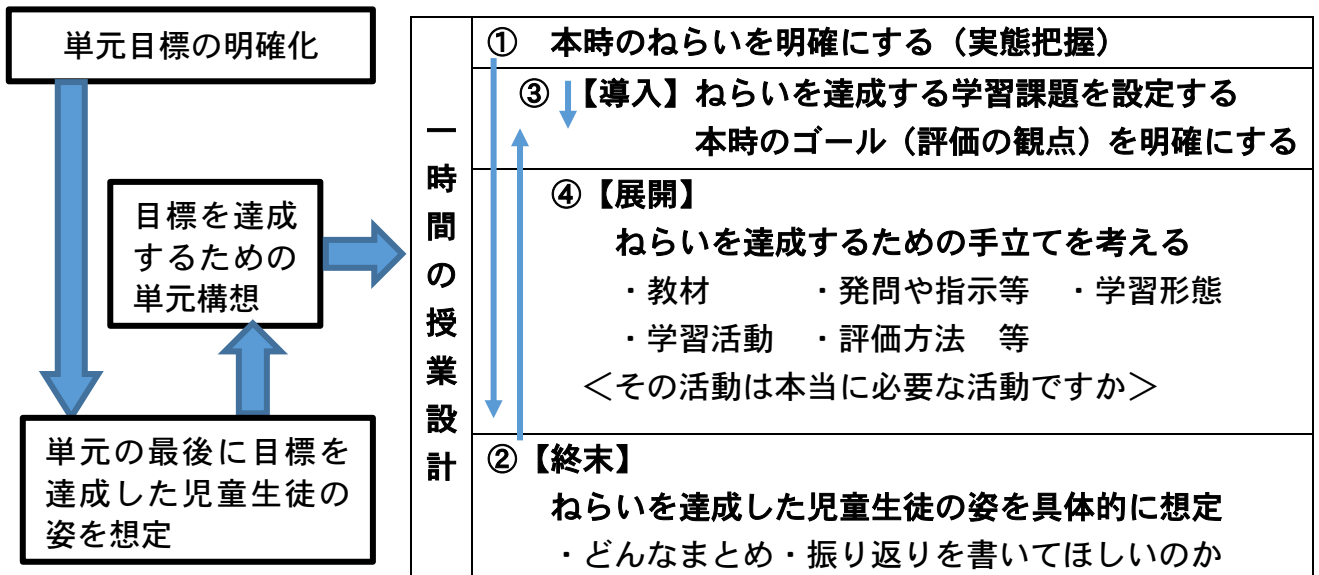 単元目標の明確化
目標を達成
するための
単元構想
単元の最後に目標を
達成した児童生徒の
姿を想定
一時間の授業設計
① 本時のねらいを明確にする（実態把握）
③ 【導入】ねらいを達成する学習課題を設定する
本時のゴール（評価の観点）を明確にする
④【展開】
ねらいを達成するための手立てを考える
・教材 ・発問や指示等 ・学習形態
・学習活動 ・評価方法 等
＜その活動は本当に必要な活動ですか＞
②【終末】
ねらいを達成した児童生徒の姿を具体的に想定
・どんなまとめ・振り返りを書いてほしいのか